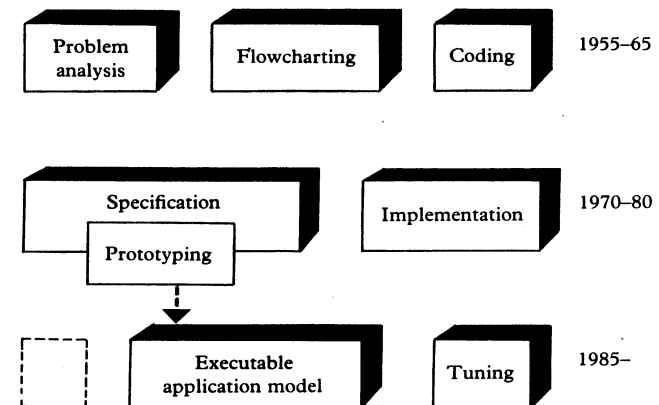 Problem
analysis
Flowcharting
Coding
1955–65
Specification
Implementation
1970–80
Prototyping
Executable
application model
Tuning
1985–